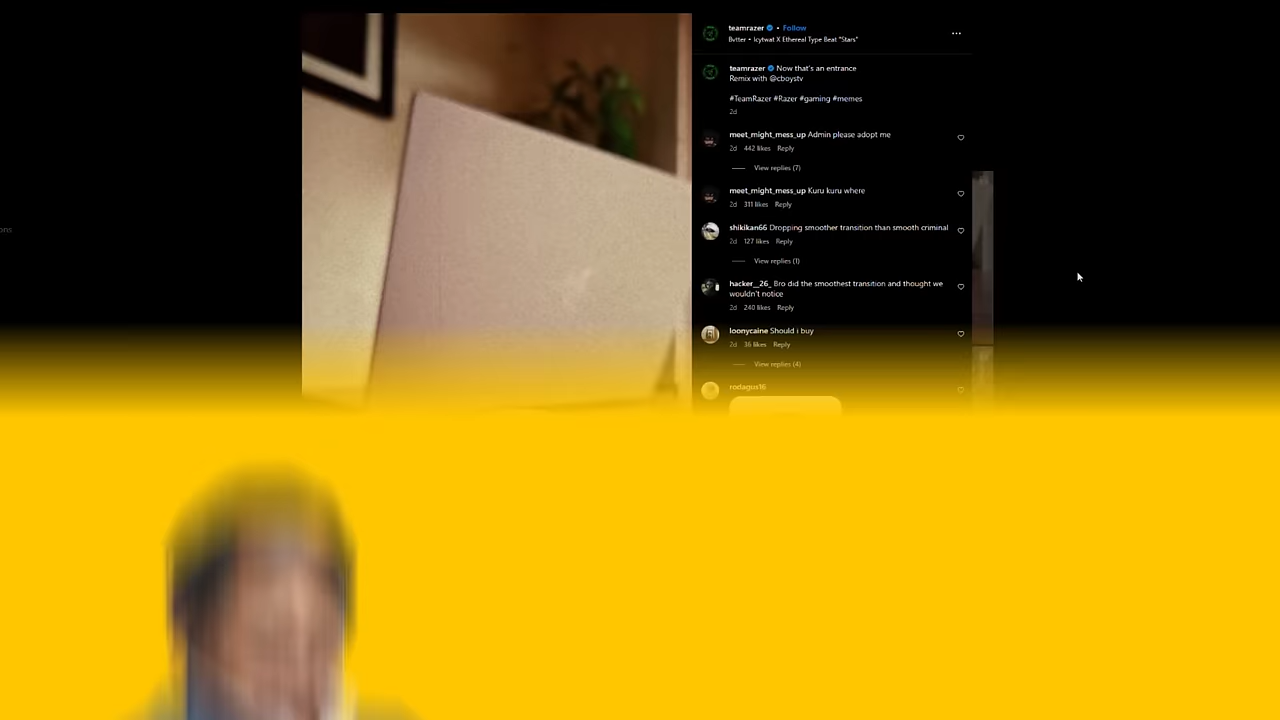 teamrazer • Follow
Bvtter • Icytwat X Ethereal Type Beat "Stars"
teamrazer Now that's an entrance
Remix with @cboystv
#TeamRazer #Razer #gaming #memes
2d
meet_might_mess_up Admin please adopt me
2d 442 likes Reply
View replies (7)
meet_might_mess_up Kuru kuru where
2d 311 likes Reply
ons
shikikan66 Dropping smoother transition than smooth criminal
2d 127 likes Reply
View replies (1)
hacker__26_ Bro did the smoothest transition and thought we
wouldn't notice
2d 240 likes Reply
loonycaine Should i buy
2d 36 likes Reply
View replies (4)
rodagus16